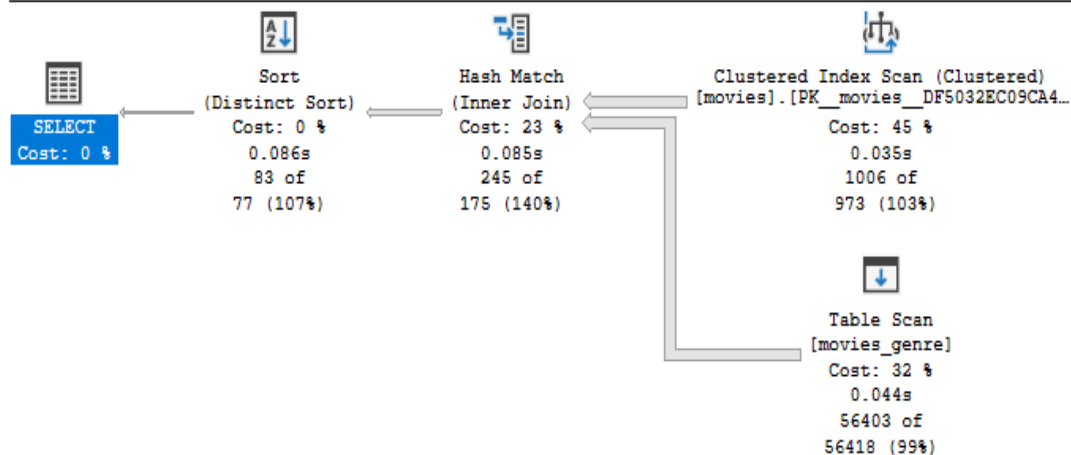 SELECT
Cost: 0 %
Sort
(Distinct Sort)
Cost: 0 %
0.086s
83 of
77 (107%)
Hash Match
(Inner Join)
Cost: 23 %
0.085s
245 of
175 (140%)
Clustered Index Scan (Clustered)
[movies].[PK__movies__DF5032EC09CA4…
Cost: 45 %
0.035s
1006 of
973 (103%)
Table Scan
[movies_genre]
Cost: 32 %
0.044s
56403 of
56418 (99%)